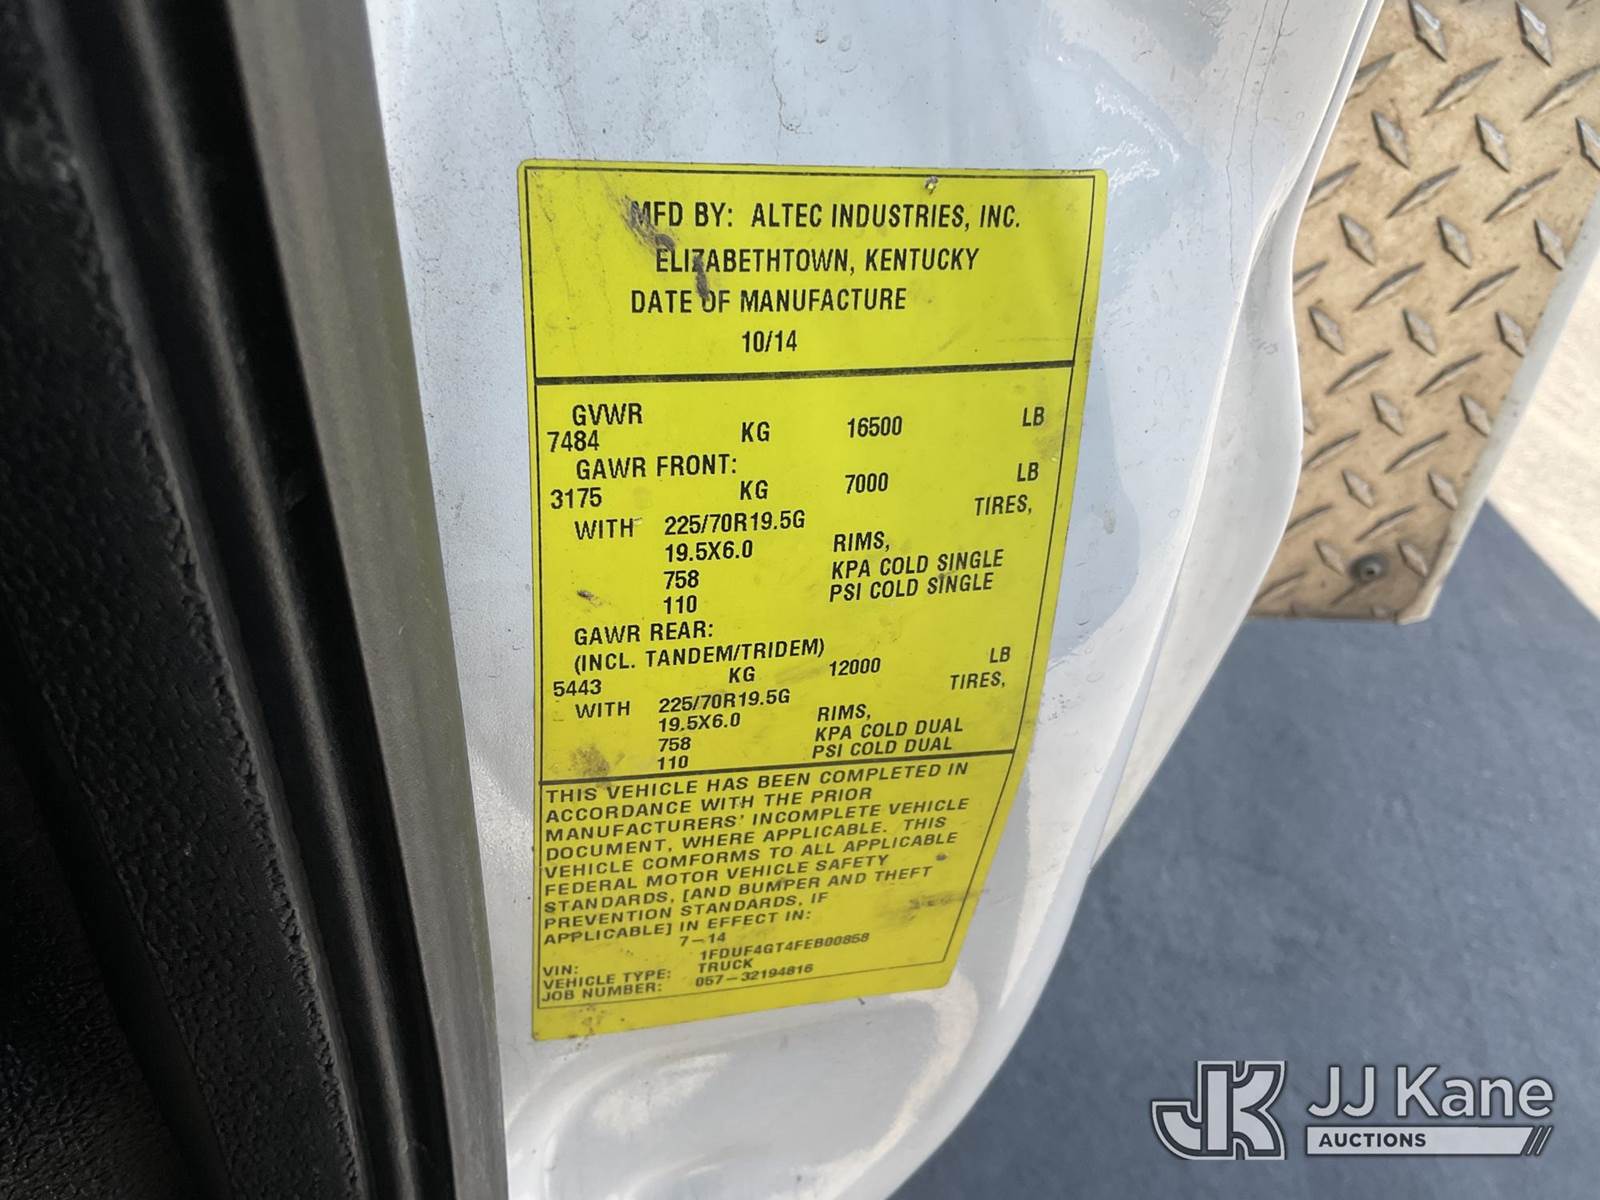 MFD BY: ALTEC INDUSTRIES, INC.
ELIZABETHTOWN, KENTUCKY
DATE OF MANUFACTURE
10/14
GVWR
7484 KG 16500 LB
GAWR FRONT:
3175 KG 7000 LB
WITH 225/70R19.5G TIRES,
19.5X6.0 RIMS,
758 KPA COLD SINGLE
110 PSI COLD SINGLE
GAWR REAR:
(INCL. TANDEM/TRIDEM)
5443 KG 12000 LB
WITH 225/70R19.5G TIRES,
19.5X6.0 RIMS,
758 KPA COLD DUAL
110 PSI COLD DUAL
THIS VEHICLE HAS BEEN COMPLETED IN
ACCORDANCE WITH THE PRIOR
MANUFACTURERS' INCOMPLETE VEHICLE
DOCUMENT, WHERE APPLICABLE. THIS
VEHICLE COMFORMS TO ALL APPLICABLE
FEDERAL MOTOR VEHICLE SAFETY
STANDARDS, [AND BUMPER AND THEFT
PREVENTION STANDARDS, IF
APPLICABLE] IN EFFECT IN:
7-14
VIN: 1FDUF4GT4FEB00858
VEHICLE TYPE: TRUCK
JOB NUMBER: 057-32194816
JK JJ Kane
AUCTIONS